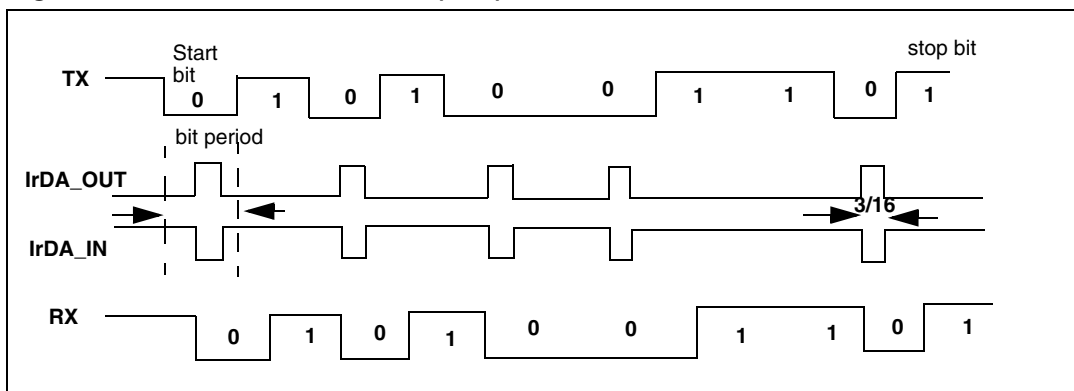 Start
bit
stop bit
TX
0 1 0 1 0 0 1 1 0 1
bit period
IrDA_OUT
3/16
IrDA_IN
RX
0 1 0 1 0 0 1 1 0 1